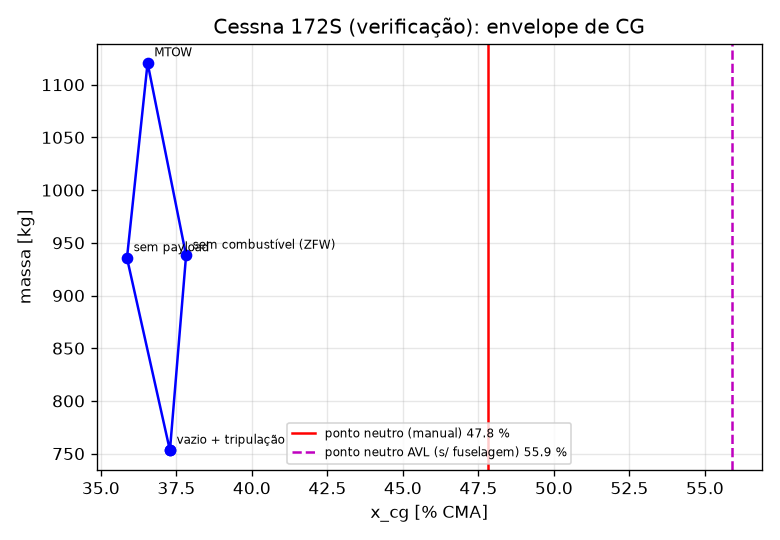 Cessna 172S (verificação): envelope de CG
MTOW
1100
1050
1000
950
900
850
800
750
massa [kg]
sem payload
sem combustível (ZFW)
vazio + tripulação
ponto neutro (manual) 47.8 %
ponto neutro AVL (s/ fuselagem) 55.9 %
35.0 37.5 40.0 42.5 45.0 47.5 50.0 52.5 55.0
x_cg [% CMA]